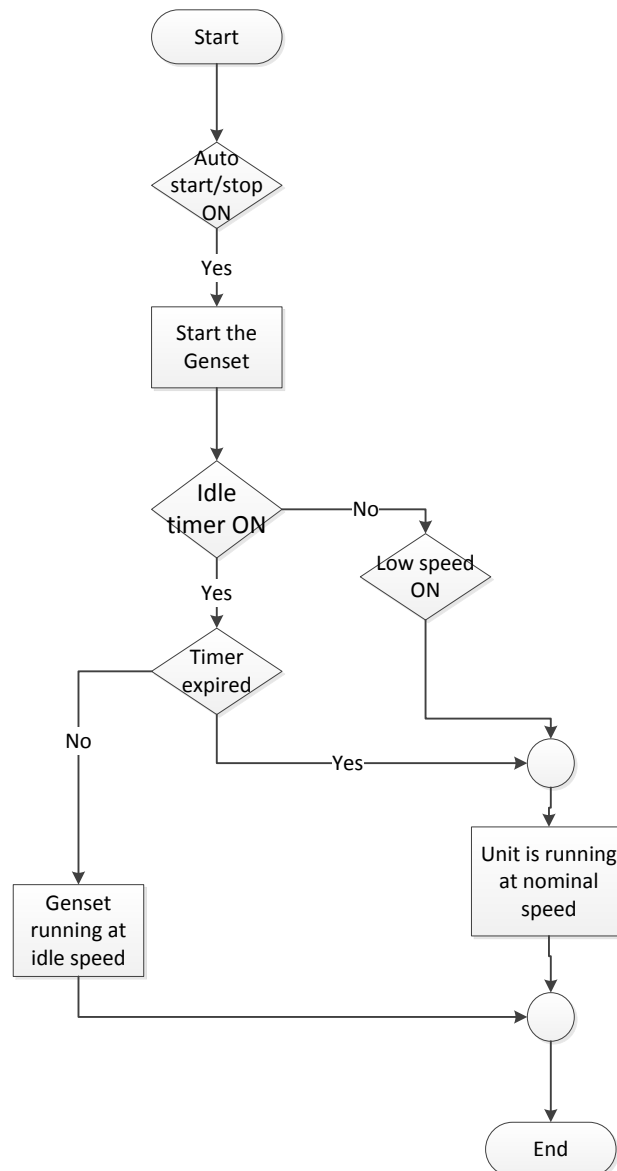 Start
Auto
start/stop
ON
Yes
Start the
Genset
Idle
timer ON
No
Low speed
ON
Yes
Timer
expired
No
Yes
Unit is running
at nominal
speed
Genset
running at
idle speed
End